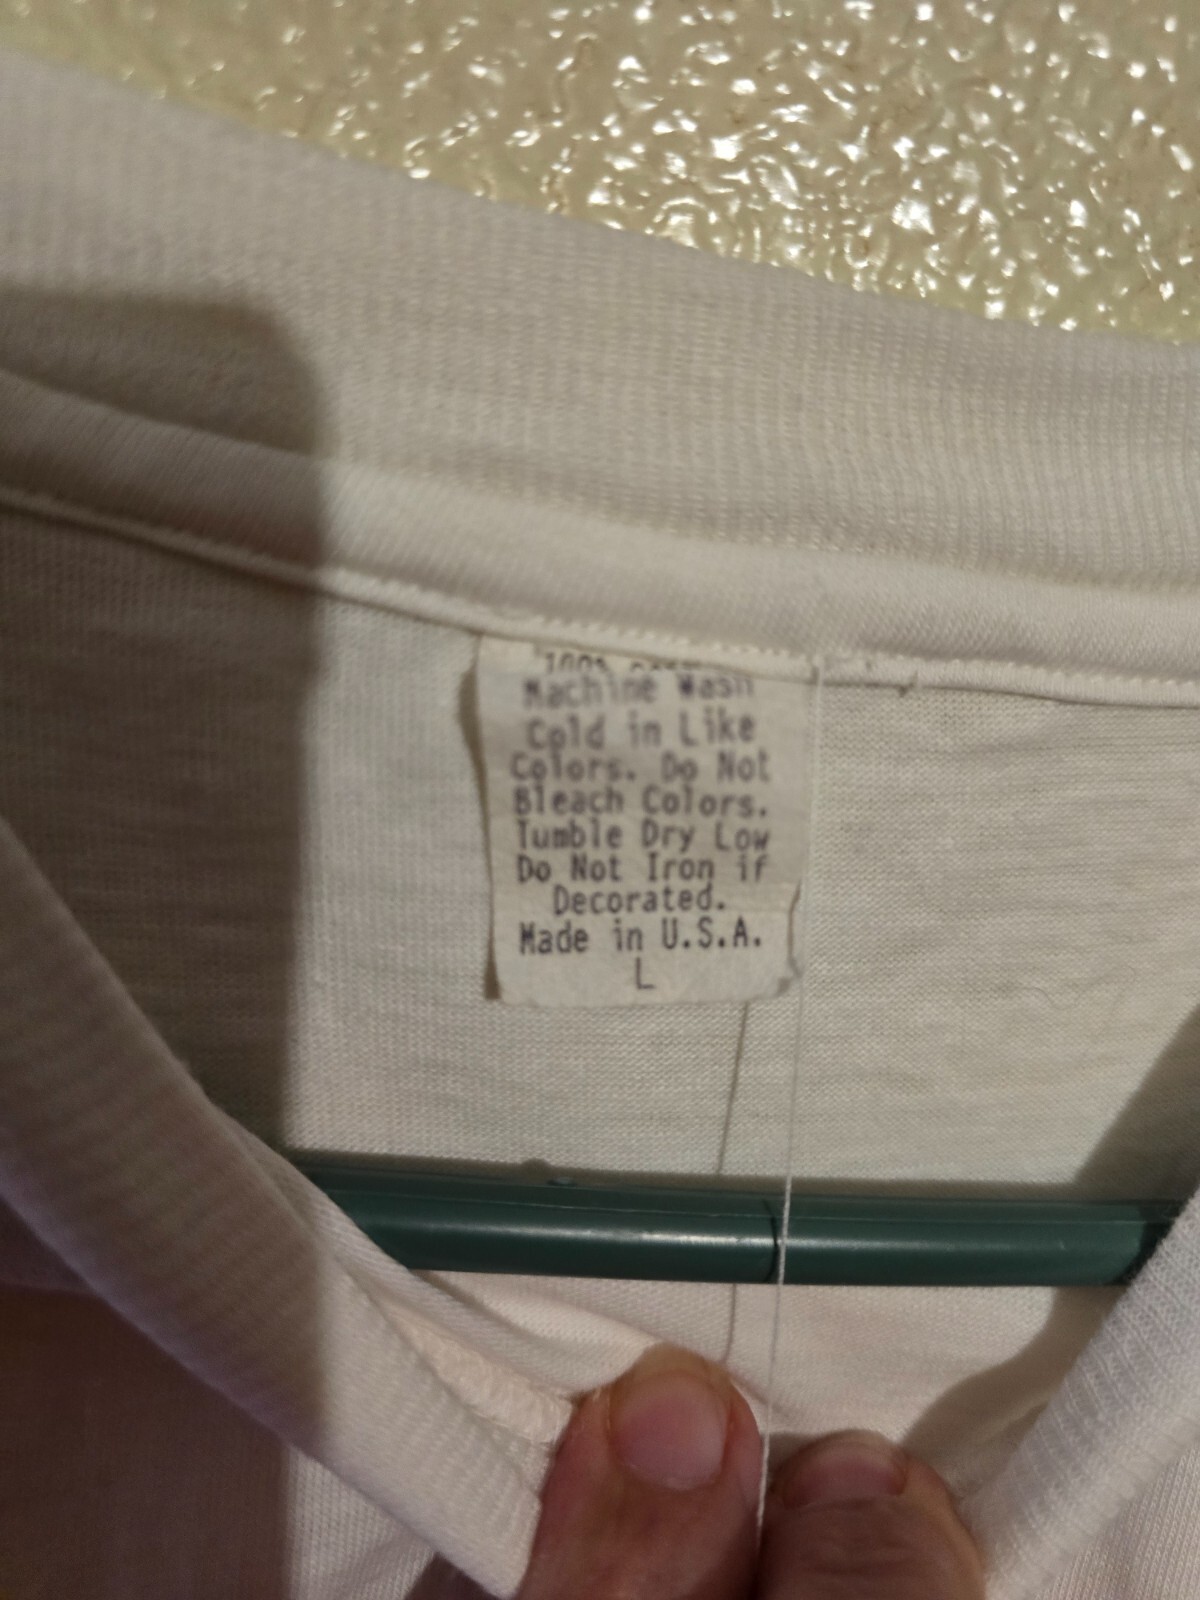 100%
Machine Wash
Cold in Like
Colors. Do Not
Bleach Colors.
Tumble Dry Low
Do Not Iron if
Decorated.
Made in U.S.A.
L